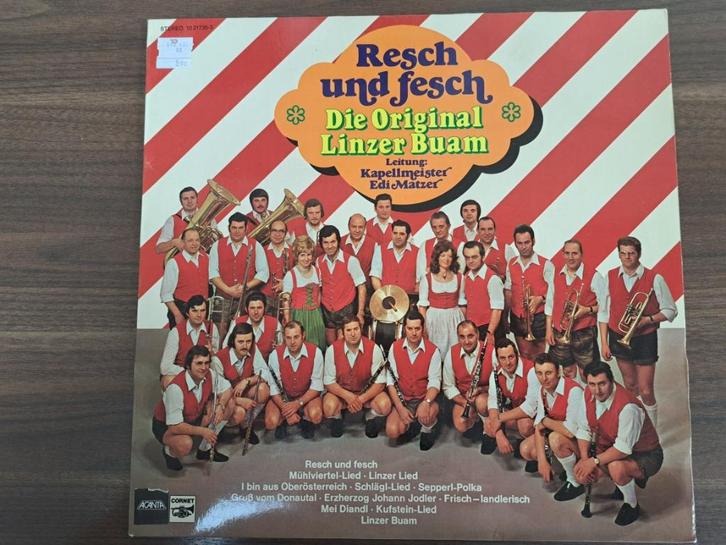 STEREO 10 21735-3
Resch
und fesch
Die Original
Linzer Buam
Leitung:
Kapellmeister
Edi Matzer
Resch und fesch
Mühlviertel-Lied · Linzer Lied
I bin aus Oberösterreich · Schlägl-Lied · Sepperl-Polka
Gruß vom Donautal · Erzherzog Johann Jodler · Frisch-landlerisch
Mei Diandl · Kufstein-Lied
Linzer Buam
ACANTA
CORNET